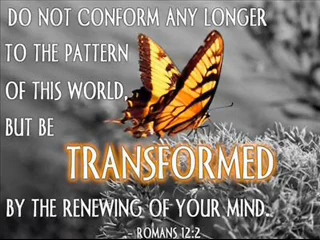 DO NOT CONFORM ANY LONGER
TO THE PATTERN
OF THIS WORLD,
BUT BE
TRANSFORMED
BY THE RENEWING OF YOUR MIND.
- ROMANS 12:2